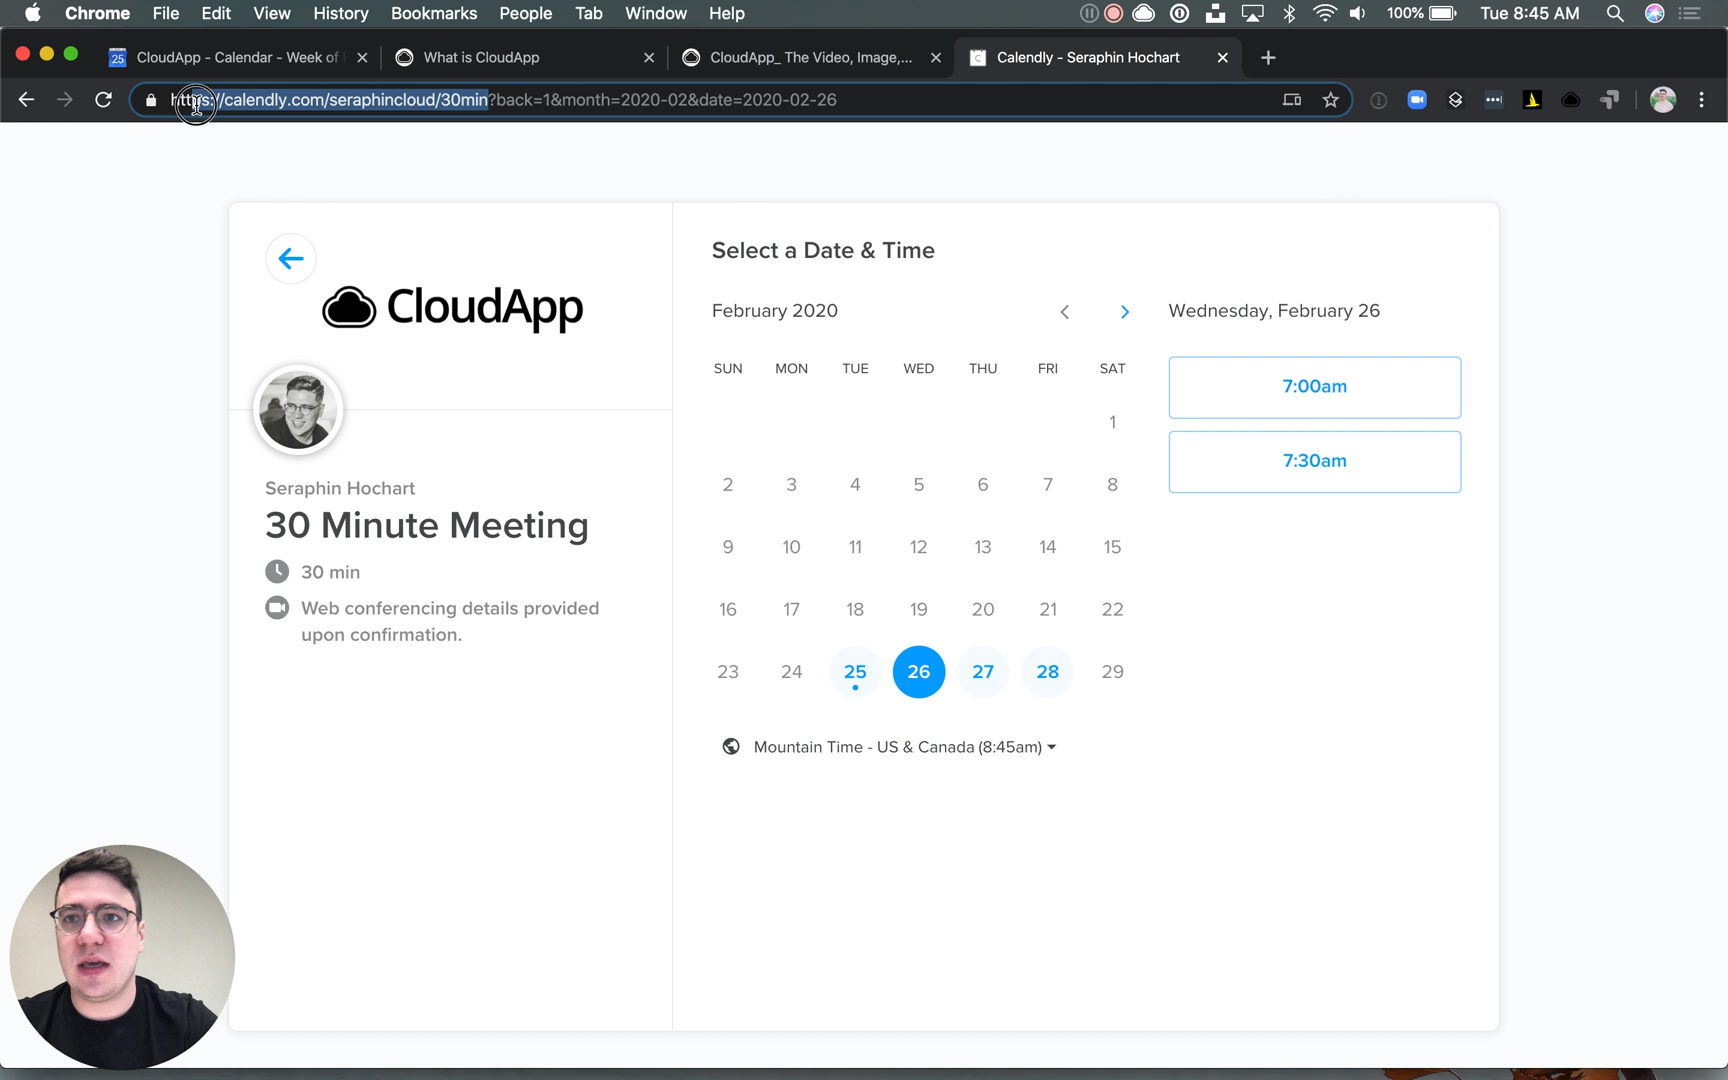 Chrome File Edit View History Bookmarks People Tab Window Help 100% Tue 8:45 AM
25 CloudApp - Calendar - Week of
What is CloudApp
CloudApp_ The Video, Image,...
Calendly - Seraphin Hochart
https://calendly.com/seraphincloud/30min?back=1&month=2020-02&date=2020-02-26
CloudApp
Seraphin Hochart
30 Minute Meeting
30 min
Web conferencing details provided
upon confirmation.
Select a Date & Time
February 2020
SUN MON TUE WED THU FRI SAT
1
2 3 4 5 6 7 8
9 10 11 12 13 14 15
16 17 18 19 20 21 22
23 24 25 26 27 28 29
Mountain Time - US & Canada (8:45am)
Wednesday, February 26
7:00am
7:30am